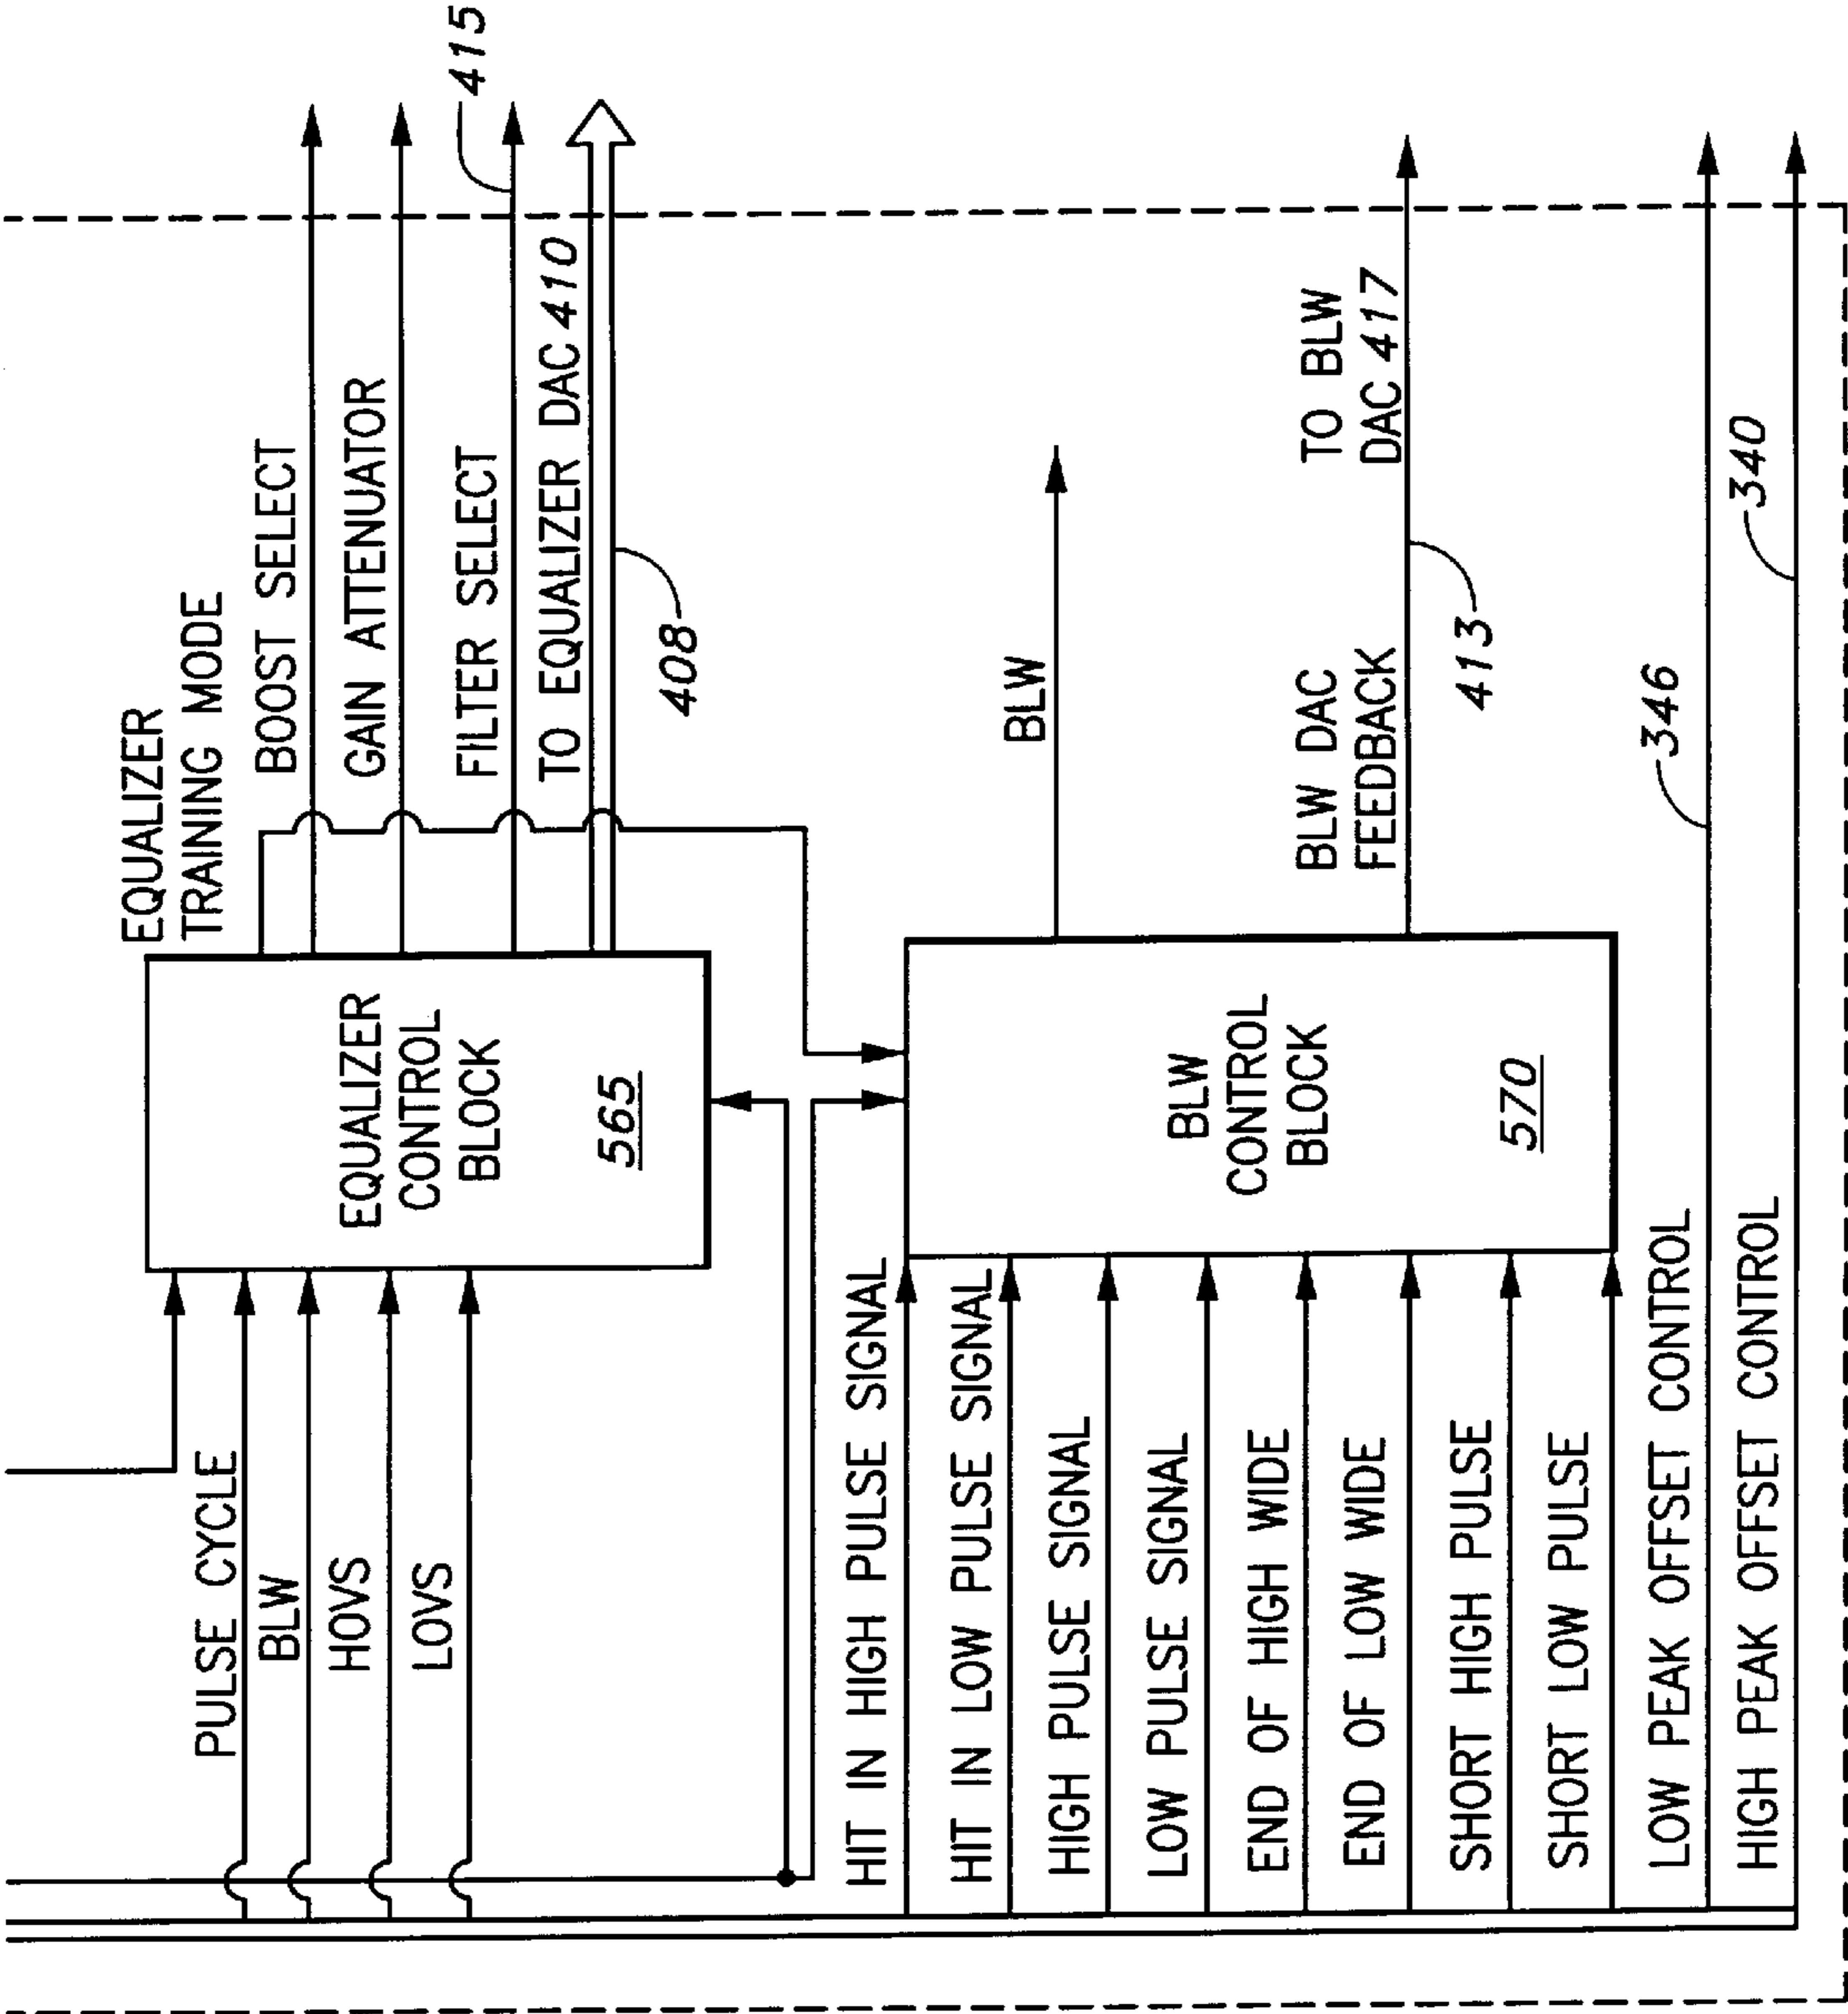 EQUALIZER
TRAINING MODE
BOOST SELECT
GAIN ATTENUATOR
FILTER SELECT
415
TO EQUALIZER DAC 410
408
EQUALIZER
CONTROL
BLOCK
565
PULSE CYCLE
BLW
HOVS
LOVS
HIT IN HIGH PULSE SIGNAL
HIT IN LOW PULSE SIGNAL
HIGH PULSE SIGNAL
LOW PULSE SIGNAL
END OF HIGH WIDE
END OF LOW WIDE
SHORT HIGH PULSE
SHORT LOW PULSE
BLW
CONTROL
BLOCK
570
BLW
BLW DAC
FEEDBACK
TO BLW
DAC 417
413
LOW PEAK OFFSET CONTROL
346
HIGH PEAK OFFSET CONTROL
340